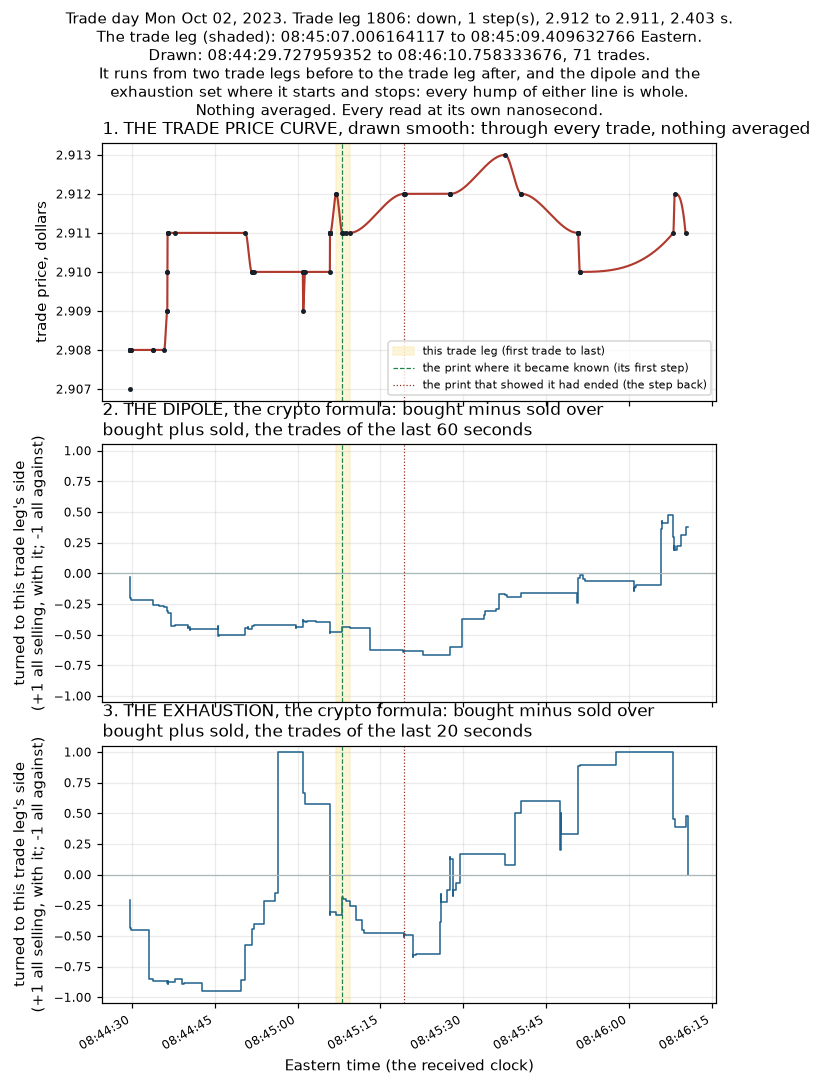 Trade day Mon Oct 02, 2023. Trade leg 1806: down, 1 step(s), 2.912 to 2.911, 2.403 s.
The trade leg (shaded): 08:45:07.006164117 to 08:45:09.409632766 Eastern.
Drawn: 08:44:29.727959352 to 08:46:10.758333676, 71 trades.
It runs from two trade legs before to the trade leg after, and the dipole and the
exhaustion set where it starts and stops: every hump of either line is whole.
Nothing averaged. Every read at its own nanosecond.
1. THE TRADE PRICE CURVE, drawn smooth: through every trade, nothing averaged
2.913
2.912
2.911
2.910
2.909
2.908
2.907
trade price, dollars
this trade leg (first trade to last)
the print where it became known (its first step)
the print that showed it had ended (the step back)
2. THE DIPOLE, the crypto formula: bought minus sold over
bought plus sold, the trades of the last 60 seconds
1.00
0.75
0.50
0.25
0.00
−0.25
−0.50
−0.75
−1.00
turned to this trade leg's side
(+1 all selling, with it; -1 all against)
3. THE EXHAUSTION, the crypto formula: bought minus sold over
bought plus sold, the trades of the last 20 seconds
1.00
0.75
0.50
0.25
0.00
−0.25
−0.50
−0.75
−1.00
turned to this trade leg's side
(+1 all selling, with it; -1 all against)
08:44:30
08:44:45
08:45:00
08:45:15
08:45:30
08:45:45
08:46:00
08:46:15
Eastern time (the received clock)